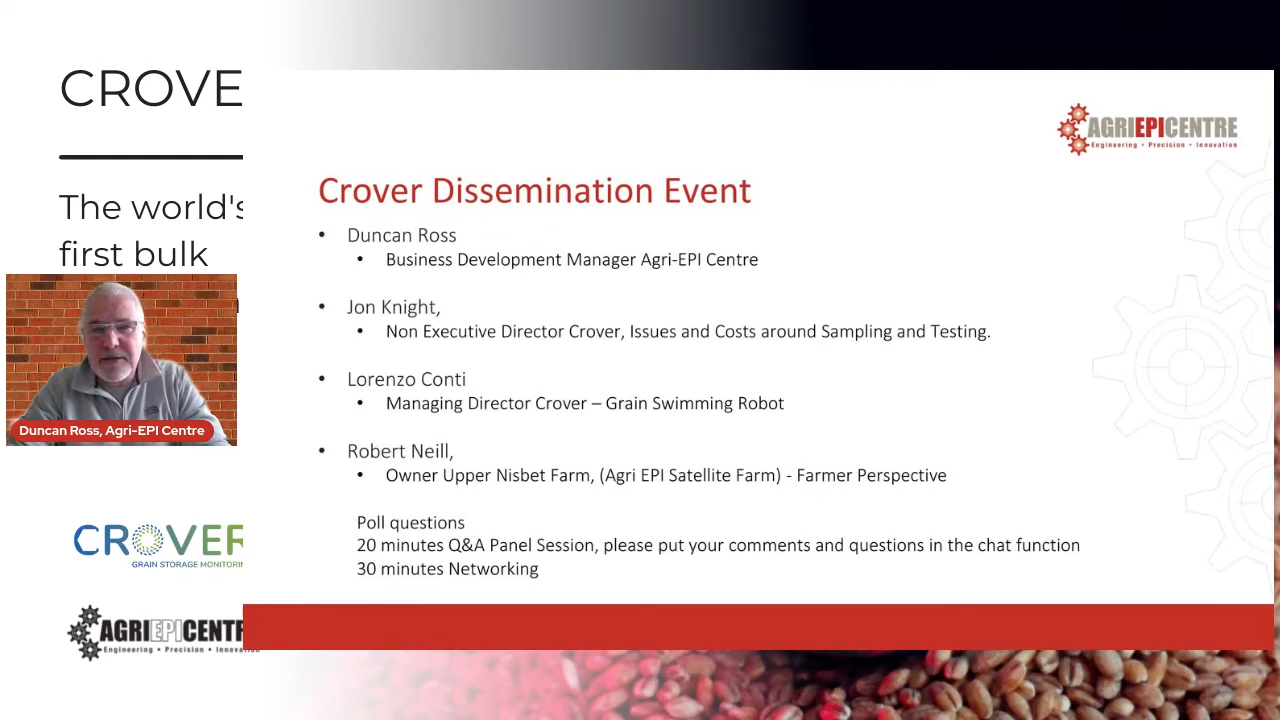 CROVE
The world's
first bulk
Duncan Ross, Agri-EPI Centre
CROVER
GRAIN STORAGE MONITORIN
AGRIEPICENTR
Engineering • Precision • Innovation
AGRIEPICENTRE
Engineering • Precision • Innovation
Crover Dissemination Event
• Duncan Ross
• Business Development Manager Agri-EPI Centre
• Jon Knight,
• Non Executive Director Crover, Issues and Costs around Sampling and Testing.
• Lorenzo Conti
• Managing Director Crover – Grain Swimming Robot
• Robert Neill,
• Owner Upper Nisbet Farm, (Agri EPI Satellite Farm) - Farmer Perspective
Poll questions
20 minutes Q&A Panel Session, please put your comments and questions in the chat function
30 minutes Networking